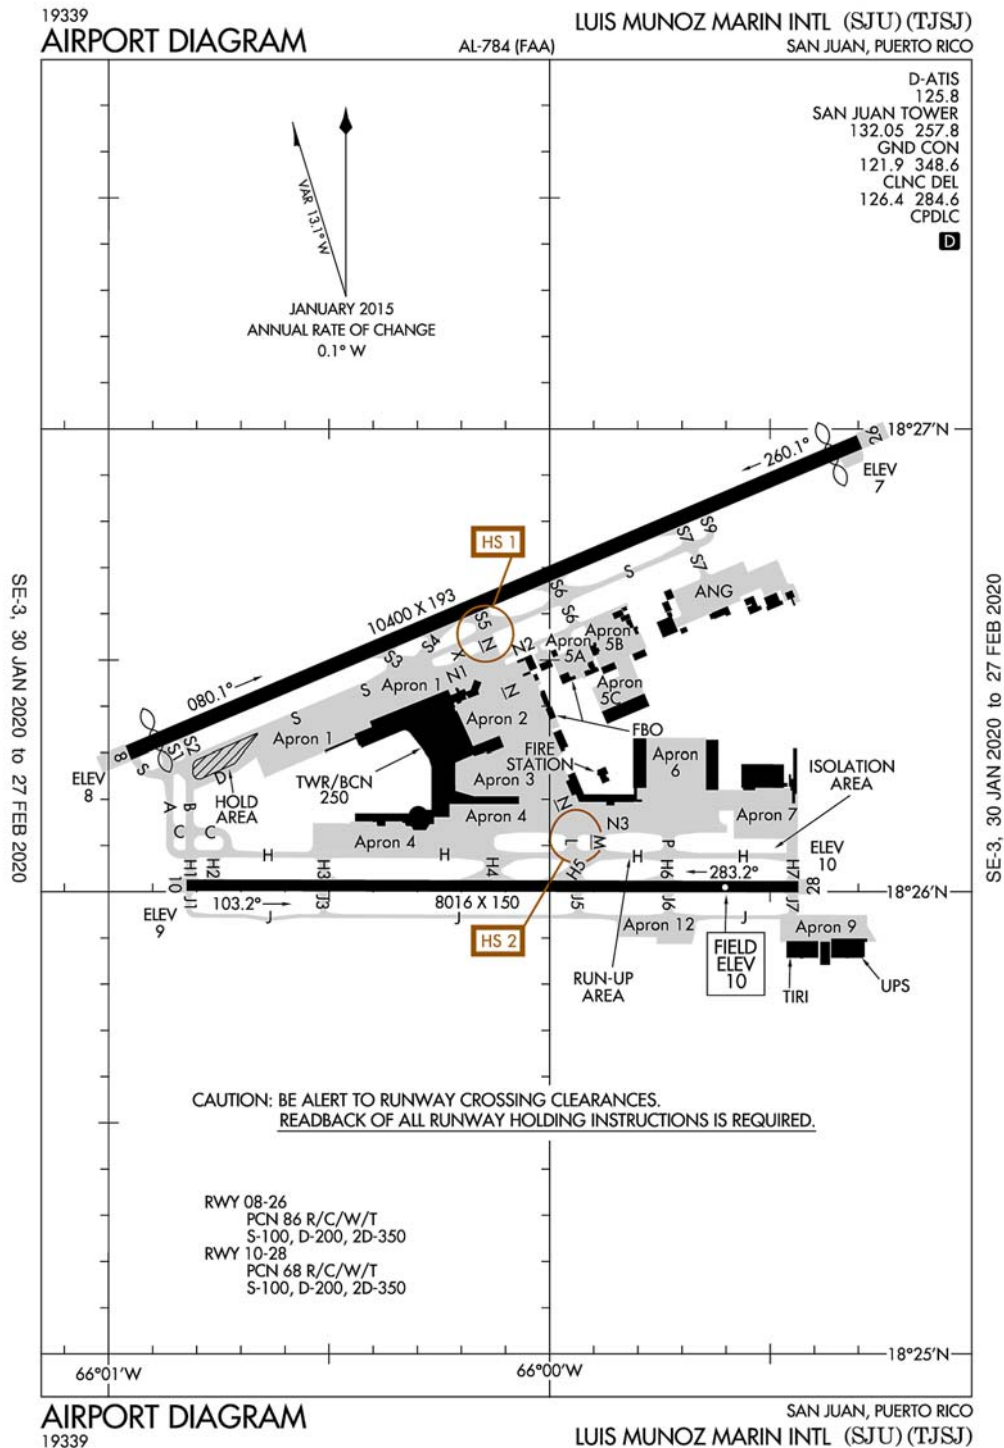 19339
AIRPORT DIAGRAM
AL-784 (FAA)
LUIS MUNOZ MARIN INTL (SJU) (TJSJ)
SAN JUAN, PUERTO RICO
D-ATIS
125.8
SAN JUAN TOWER
132.05 257.8
GND CON
121.9 348.6
CLNC DEL
126.4 284.6
CPDLC
D
VAR 13.1° W
JANUARY 2015
ANNUAL RATE OF CHANGE
0.1° W
SE-3, 30 JAN 2020 to 27 FEB 2020
SE-3, 30 JAN 2020 to 27 FEB 2020
18°27'N
26
260.1°
ELEV
7
HS 1
S9
S7
S7
S
ANG
10400 X 193
S6
S6
S5
S4
S3
X
N
N2
Apron
5A
Apron
5B
Apron
5C
N1
N
Apron 1
S
S
Apron 1
080.1°
Apron 2
FBO
S1
S2
8
S
ELEV
8
D
HOLD
AREA
TWR/BCN
250
FIRE
STATION
Apron 3
Apron
6
ISOLATION
AREA
A
B
C
C
Apron 4
Apron 4
N
N3
Apron 7
L
M
P
ELEV
10
H
H
H
H
H1
H2
H3
H4
H5
H6
H7
283.2°
10
28
18°26'N
ELEV
9
103.2°
8016 X 150
J1
J3
J5
J6
J7
J
J
J
HS 2
Apron 12
Apron 9
FIELD
ELEV
10
RUN-UP
AREA
TIRI
UPS
CAUTION: BE ALERT TO RUNWAY CROSSING CLEARANCES.
READBACK OF ALL RUNWAY HOLDING INSTRUCTIONS IS REQUIRED.
RWY 08-26
PCN 86 R/C/W/T
S-100, D-200, 2D-350
RWY 10-28
PCN 68 R/C/W/T
S-100, D-200, 2D-350
18°25'N
66°01'W
66°00'W
AIRPORT DIAGRAM
19339
SAN JUAN, PUERTO RICO
LUIS MUNOZ MARIN INTL (SJU) (TJSJ)